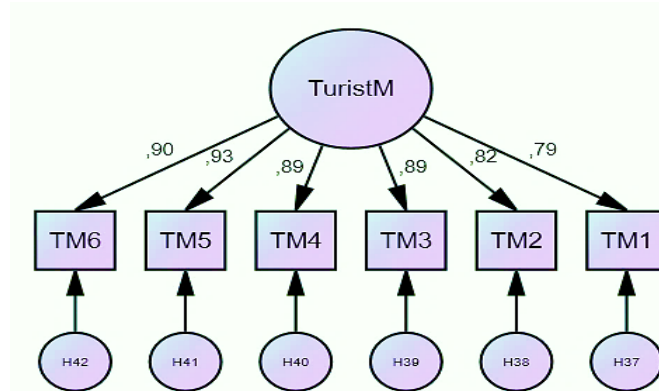 TuristM
,90 ,93 ,89 ,89 ,82 ,79
TM6 TM5 TM4 TM3 TM2 TM1
H42 H41 H40 H39 H38 H37